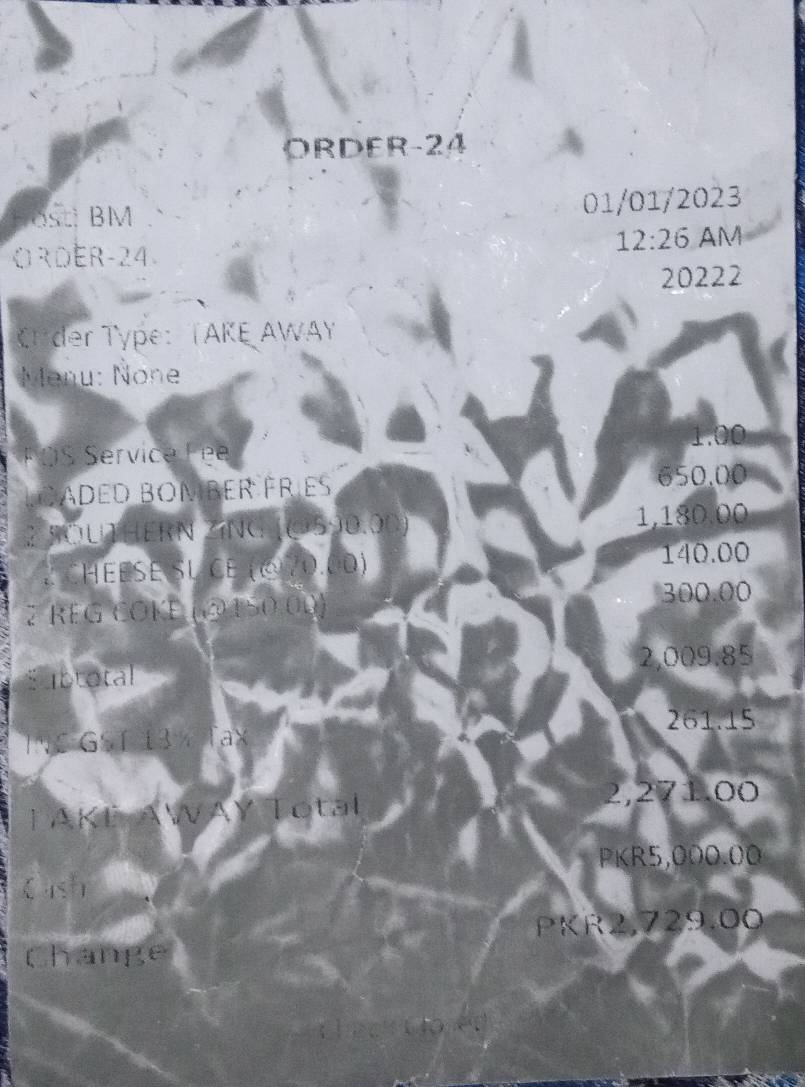 ORDER-24
Host: BM 01/01/2023
ORDER-24 12:26 AM
20222
Order Type: TAKE AWAY
Menu: None
POS Service Fee 1.00
LOADED BOMBER FRIES 650.00
2 SOUTHERN ZING (@590.00) 1,180.00
2 CHEESE SLICE (@70.00) 140.00
2 REG COKE (@150.00) 300.00
Subtotal 2,009.85
INC GST 13% Tax 261.15
TAKE AWAY Total 2,271.00
Cash PKR5,000.00
Change PKR2,729.00
Check Closed